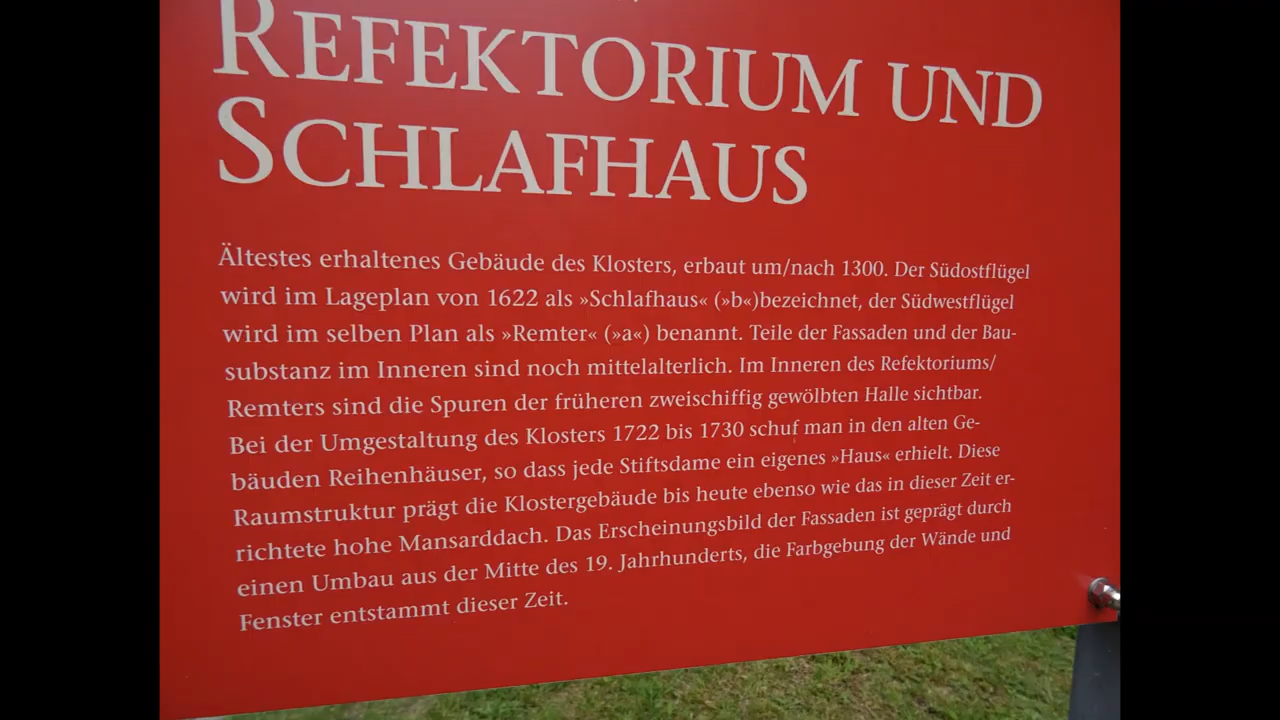 REFEKTORIUM UND
SCHLAFHAUS
Ältestes erhaltenes Gebäude des Klosters, erbaut um/nach 1300. Der Südostflügel
wird im Lageplan von 1622 als »Schlafhaus« (»b«)bezeichnet, der Südwestflügel
wird im selben Plan als »Remter« (»a«) benannt. Teile der Fassaden und der Bau-
substanz im Inneren sind noch mittelalterlich. Im Inneren des Refektoriums/
Remters sind die Spuren der früheren zweischiffig gewölbten Halle sichtbar.
Bei der Umgestaltung des Klosters 1722 bis 1730 schuf man in den alten Ge-
bäuden Reihenhäuser, so dass jede Stiftsdame ein eigenes »Haus« erhielt. Diese
Raumstruktur prägt die Klostergebäude bis heute ebenso wie das in dieser Zeit er-
richtete hohe Mansarddach. Das Erscheinungsbild der Fassaden ist geprägt durch
einen Umbau aus der Mitte des 19. Jahrhunderts, die Farbgebung der Wände und
Fenster entstammt dieser Zeit.